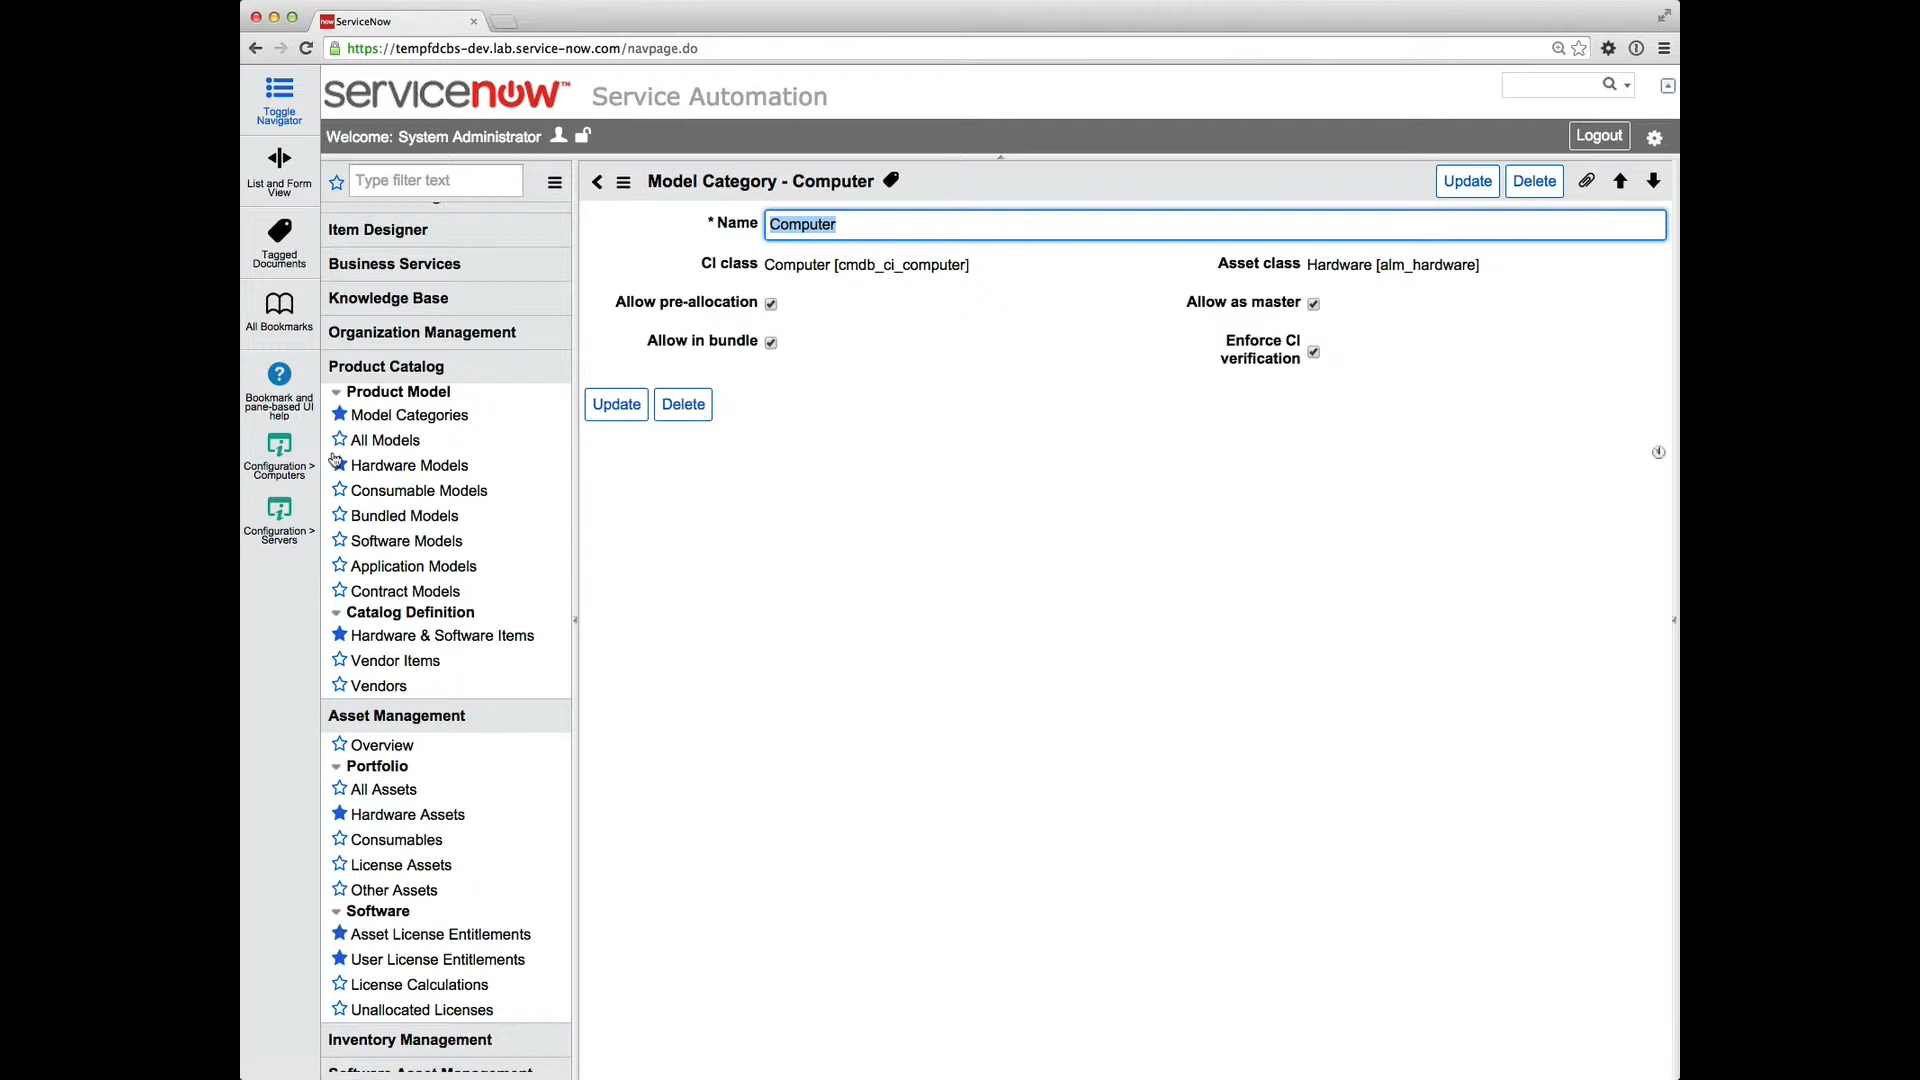 now ServiceNow
https://tempfdcbs-dev.lab.service-now.com/navpage.do
Toggle
Navigator
servicenow™ Service Automation
Welcome: System Administrator
Logout
List and Form
View
Tagged
Documents
All Bookmarks
Bookmark and
pane-based UI
help
Configuration >
Computers
Configuration >
Servers
Type filter text
Item Designer
Business Services
Knowledge Base
Organization Management
Product Catalog
Product Model
Model Categories
All Models
Hardware Models
Consumable Models
Bundled Models
Software Models
Application Models
Contract Models
Catalog Definition
Hardware & Software Items
Vendor Items
Vendors
Asset Management
Overview
Portfolio
All Assets
Hardware Assets
Consumables
License Assets
Other Assets
Software
Asset License Entitlements
User License Entitlements
License Calculations
Unallocated Licenses
Inventory Management
Software Asset Management
Model Category - Computer
Update Delete
* Name Computer
CI class Computer [cmdb_ci_computer]
Asset class Hardware [alm_hardware]
Allow pre-allocation
Allow as master
Allow in bundle
Enforce CI
verification
Update Delete